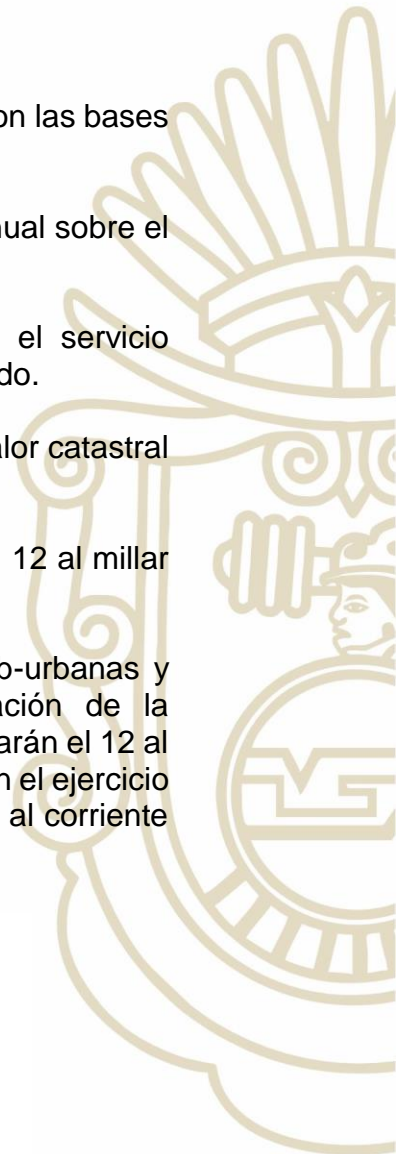 on las bases
ual sobre el
el servicio
do.
alor catastral
12 al millar
o-urbanas y
ación de la
arán el 12 al
n el ejercicio
al corriente